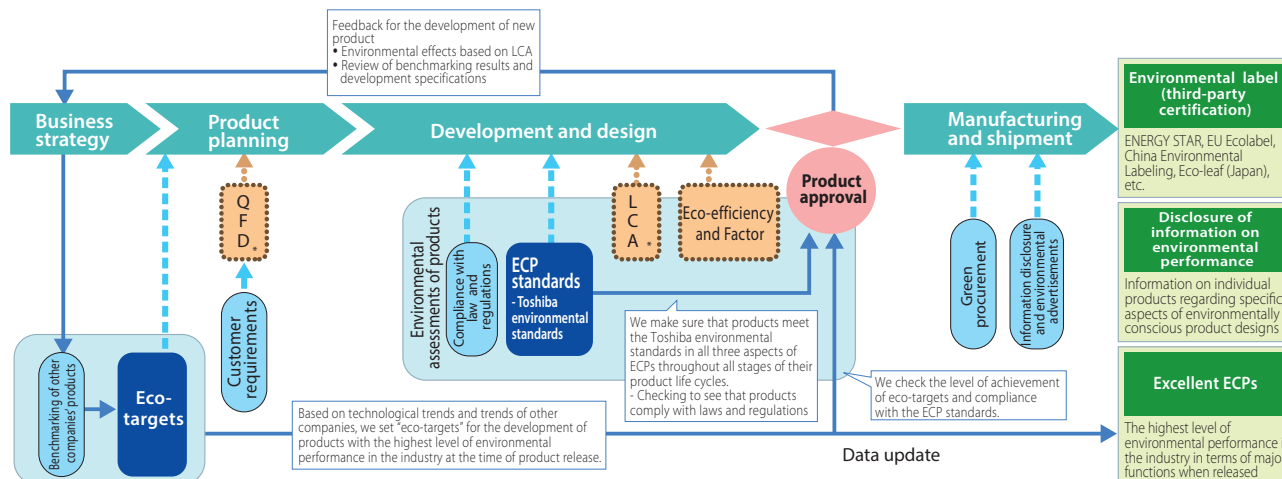 Feedback for the development of new
product
• Environmental effects based on LCA
• Review of benchmarking results and
development specifications
Business
strategy
Product
planning
Development and design
Manufacturing
and shipment
Product
approval
Q
F
D *
L
C
A *
Eco-efficiency
and Factor
Environmental
assessments of products
Compliance with
law and
regulations
ECP
standards
- Toshiba
environmental
standards
Customer
requirements
Benchmarking of other
companies' products
Eco-
targets
Green
procurement
Information disclosure
and environmental
advertisements
We make sure that products meet
the Toshiba environmental
standards in all three aspects of
ECPs throughout all stages of their
product life cycles.
- Checking to see that products
comply with laws and regulations
We check the level of achievement
of eco-targets and compliance
with the ECP standards.
Based on technological trends and trends of other
companies, we set “eco-targets” for the development of
products with the highest level of environmental
performance in the industry at the time of product release.
Data update
Environmental label
(third-party
certification)
ENERGY STAR, EU Ecolabel,
China Environmental
Labeling, Eco-leaf (Japan),
etc.
Disclosure of
information on
environmental
performance
Information on individual
products regarding specific
aspects of environmentally
conscious product designs
Excellent ECPs
The highest level of
environmental performance
the industry in terms of major
functions when released